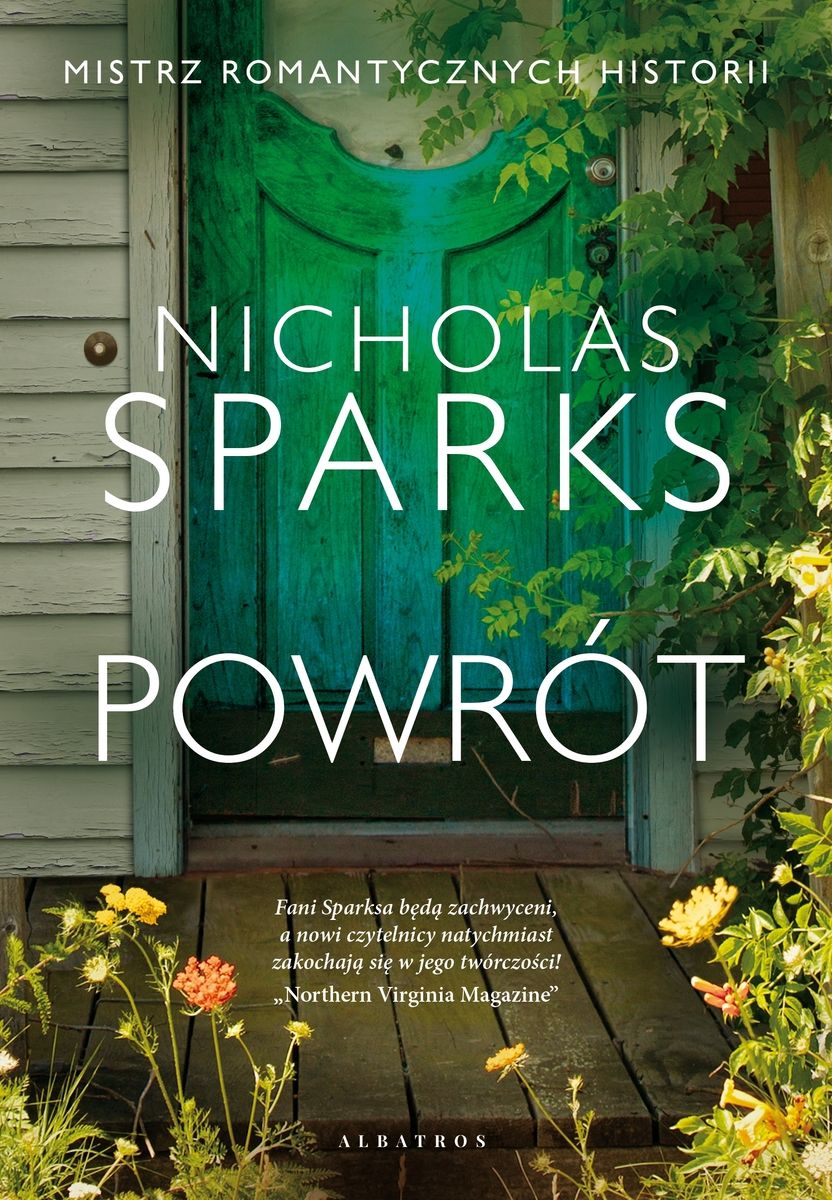 MISTRZ ROMANTYCZNYCH HISTORII
NICHOLAS
SPARKS
POWRÓT
Fani Sparksa będą zachwyceni,
a nowi czytelnicy natychmiast
zakochają się w jego twórczości!
„Northern Virginia Magazine”
ALBATROS